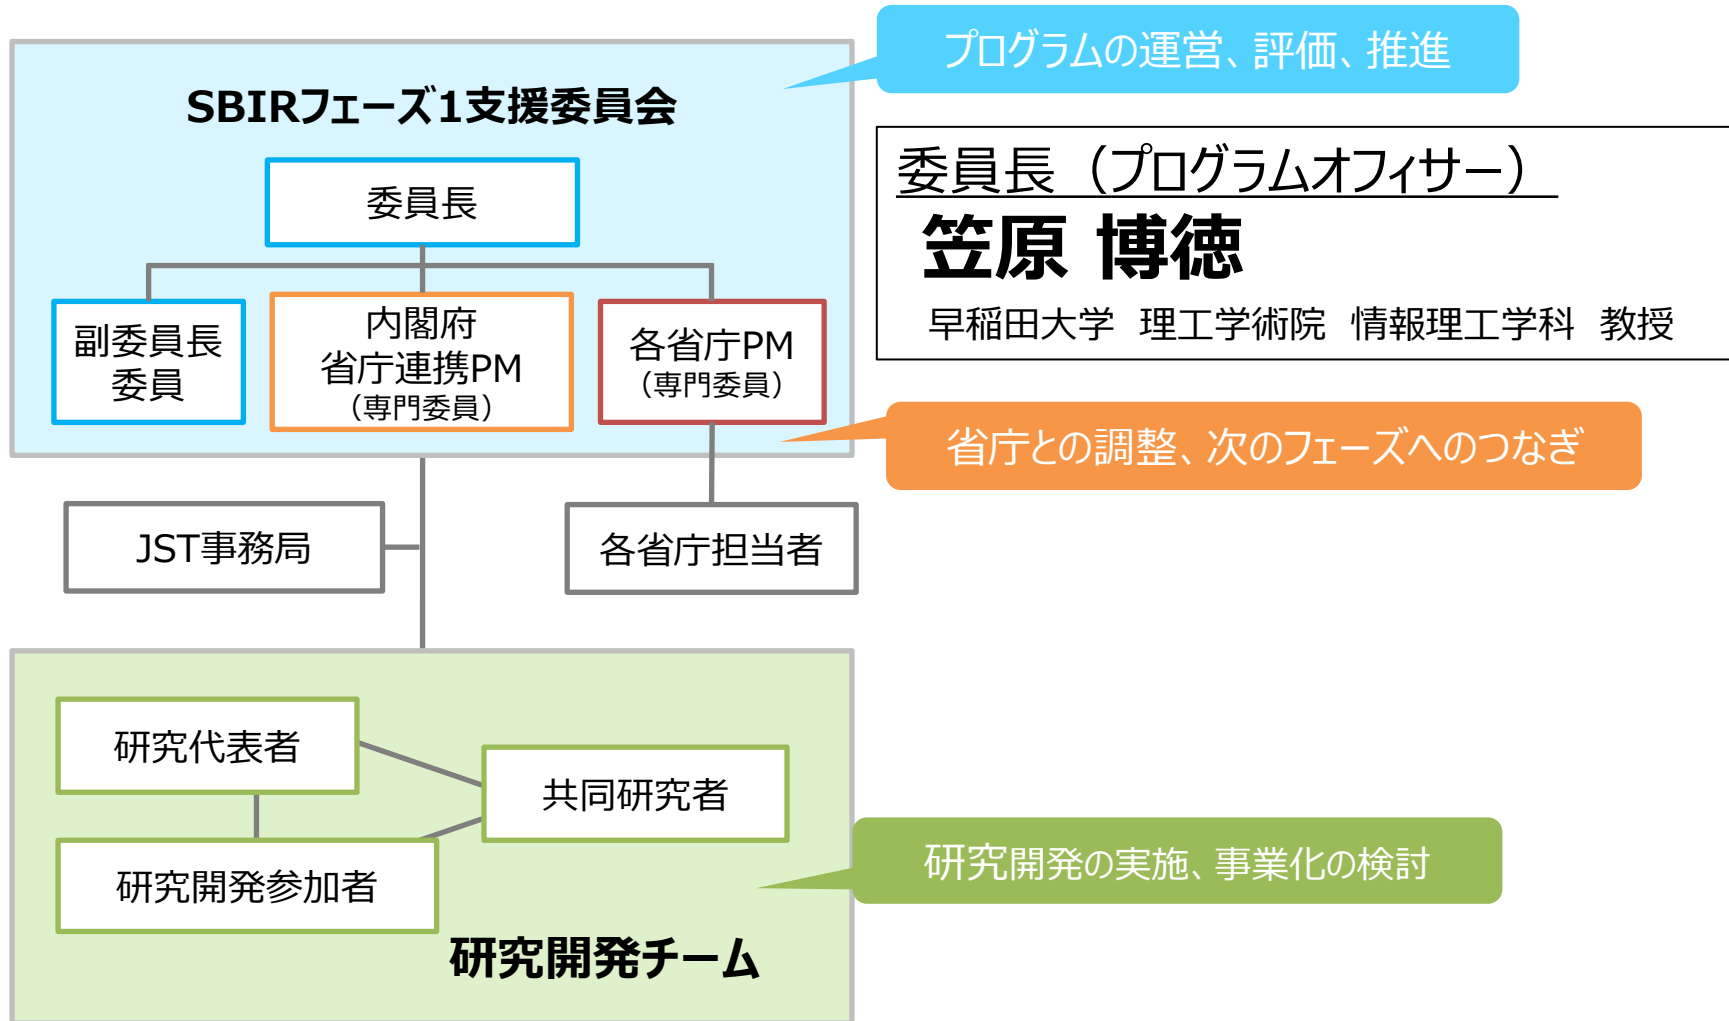 プログラムの運営、評価、推進
SBIRフェーズ1支援委員会
委員長
副委員長
委員
内閣府
省庁連携PM
（専門委員）
各省庁PM
（専門委員）
委員長（プログラムオフィサー）
笠原 博徳
早稲田大学 理工学術院 情報理工学科 教授
省庁との調整、次のフェーズへのつなぎ
JST事務局
各省庁担当者
研究代表者
共同研究者
研究開発参加者
研究開発チーム
研究開発の実施、事業化の検討